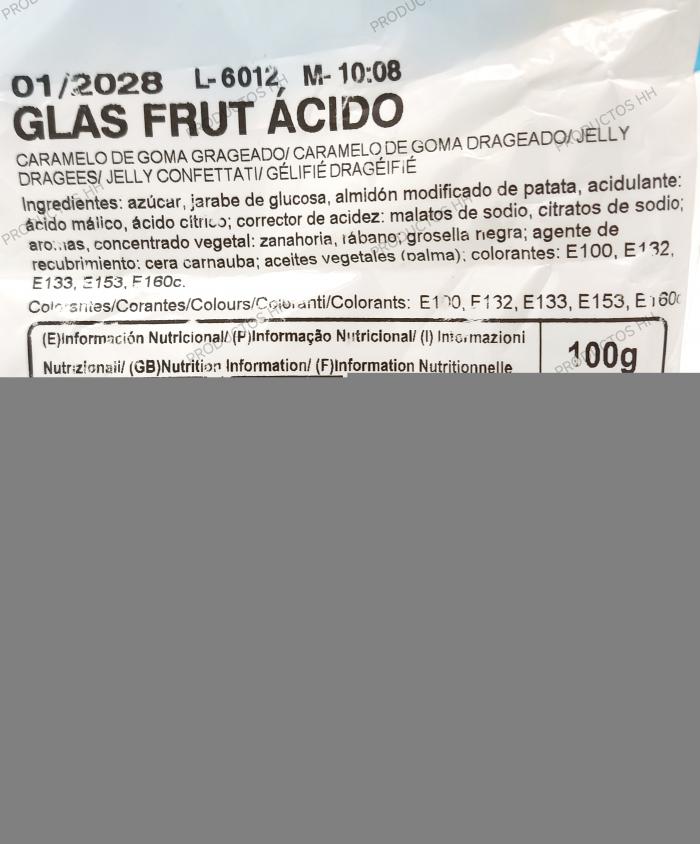 01/2028 L-6012, M- 10:08
GLAS FRUT ÁCIDO
CARAMELO DE GOMA GRAGEADO/ CARAMELO DE GOMA DRAGEADO/ JELLY
DRAGEES/ JELLY CONFETTATI/ GÉLIFIÉ DRAGÉIFIÉ
Ingredientes: azúcar, jarabe de glucosa, almidón modificado de patata, acidulante:
ácido málico, ácido cítrico; corrector de acidez: malatos de sodio, citratos de sodio;
aromas, concentrado vegetal: zanahoria, rábano; grosella negra; agente de
recubrimiento: cera carnauba; aceites vegetales (palma); colorantes: E100, E132,
E133, E153, E160c.
Colorantes/Corantes/Colours/Coloranti/Colorants: E100, E132, E133, E153, E160c
(E)Información Nutricional/ (P)Informação Nutricional/ (I) Informazioni
Nutrizionali/ (GB)Nutrition Information/ (F)Information Nutritionnelle
100g
PRODUCTOS HH